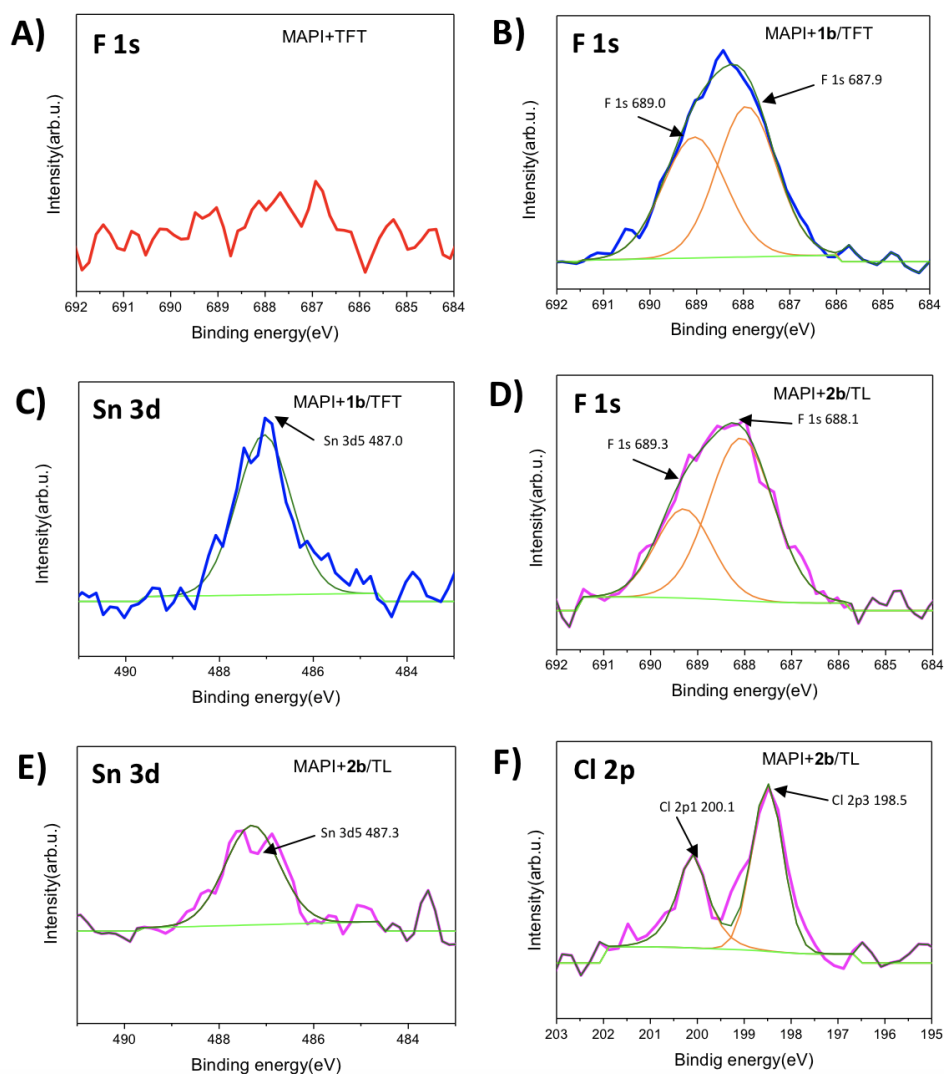 A)
F 1s
MAPI+TFT
Intensity(arb.u.)
692 691 690 689 688 687 686 685 684
Binding energy(eV)
B)
F 1s
MAPI+1b/TFT
F 1s 687.9
F 1s 689.0
Intensity(arb.u.)
692 691 690 689 688 687 686 685 684
Binding energy(eV)
C)
Sn 3d
MAPI+1b/TFT
Sn 3d5 487.0
Intensity(arb.u.)
490 488 486 484
Binding energy(eV)
D)
F 1s
MAPI+2b/TL
F 1s 688.1
F 1s 689.3
Intensity(arb.u.)
692 691 690 689 688 687 686 685 684
Binding energy(eV)
E)
Sn 3d
MAPI+2b/TL
Sn 3d5 487.3
Intensity(arb.u.)
490 488 486 484
Binding energy(eV)
F)
Cl 2p
MAPI+2b/TL
Cl 2p1 200.1
Cl 2p3 198.5
Intensity(arb.u.)
203 202 201 200 199 198 197 196 195
Bindig energy(eV)